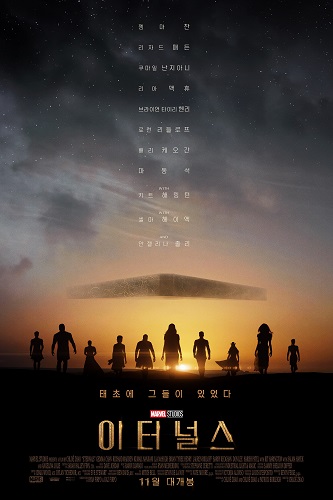 젬마 찬
리차드 매든
쿠마일 난지아니
리아 맥휴
브라이언 타이리 헨리
로런 리들로프
배리 케오간
마동석
WITH
키트 해링턴
WITH
셀마 헤이엑
AND
안젤리나 졸리
태초에 그들이 있었다
MARVEL STUDIOS
이터널스
11월 대개봉